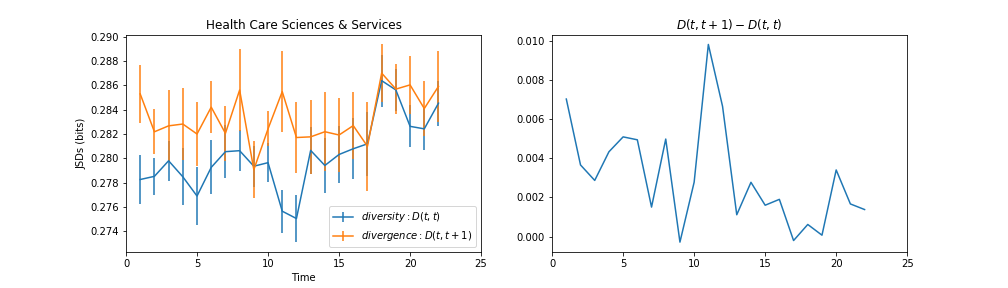 Health Care Sciences & Services
0.290
0.288
0.286
0.284
0.282
0.280
0.278
0.276
0.274
JSDs (bits)
diversity: D(t, t)
divergence: D(t, t+1)
0 5 10 15 20 25
Time
D(t, t+1) − D(t, t)
0.010
0.008
0.006
0.004
0.002
0.000
0 5 10 15 20 25